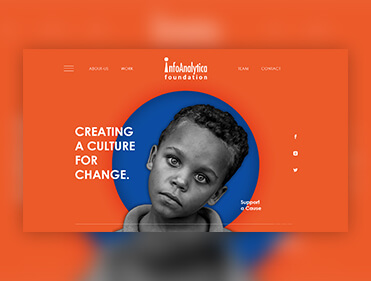 ABOUT US
WORK
infoAnalytica
foundation
TEAM
CONTACT
CREATING
A CULTURE
FOR
CHANGE.
Support
a Cause